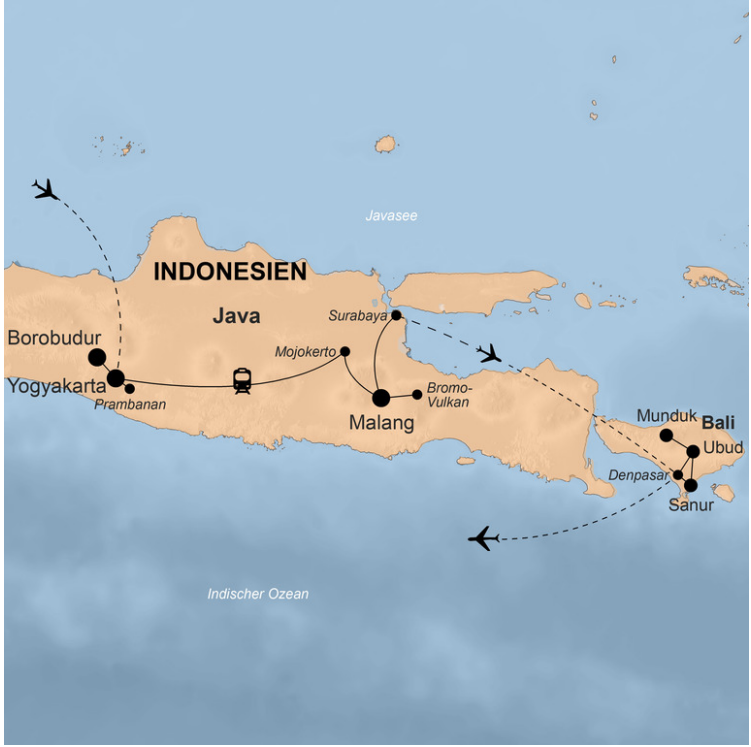 Javasee
INDONESIEN
Java
Surabaya
Borobudur
Mojokerto
Yogyakarta
Prambanan
Bromo-
Vulkan
Malang
Munduk
Bali
Ubud
Denpasar
Sanur
Indischer Ozean